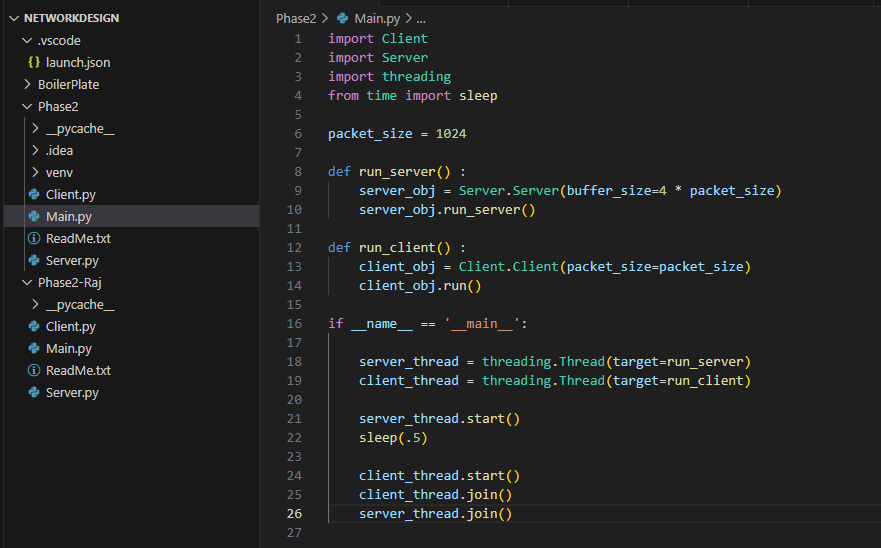 NETWORKDESIGN
.vscode
{} launch.json
BoilerPlate
Phase2
__pycache__
.idea
venv
Client.py
Main.py
ReadMe.txt
Server.py
Phase2-Raj
__pycache__
Client.py
Main.py
ReadMe.txt
Server.py
Phase2 > Main.py > ...
1 import Client
2 import Server
3 import threading
4 from time import sleep
5
6 packet_size = 1024
7
8 def run_server() :
9     server_obj = Server.Server(buffer_size=4 * packet_size)
10     server_obj.run_server()
11
12 def run_client() :
13     client_obj = Client.Client(packet_size=packet_size)
14     client_obj.run()
15
16 if __name__ == '__main__':
17
18     server_thread = threading.Thread(target=run_server)
19     client_thread = threading.Thread(target=run_client)
20
21     server_thread.start()
22     sleep(.5)
23
24     client_thread.start()
25     client_thread.join()
26     server_thread.join()
27